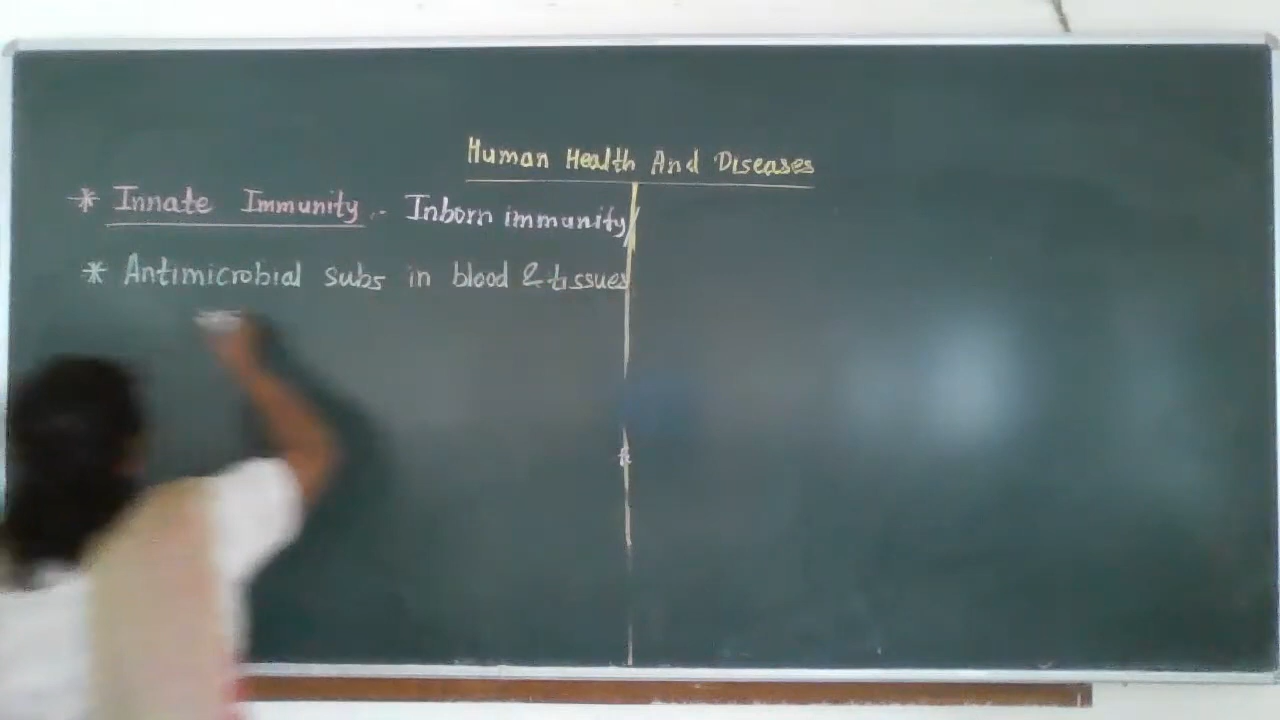 Human Health And Diseases
* Innate Immunity :- Inborn immunity
* Antimicrobial subs in blood & tissues